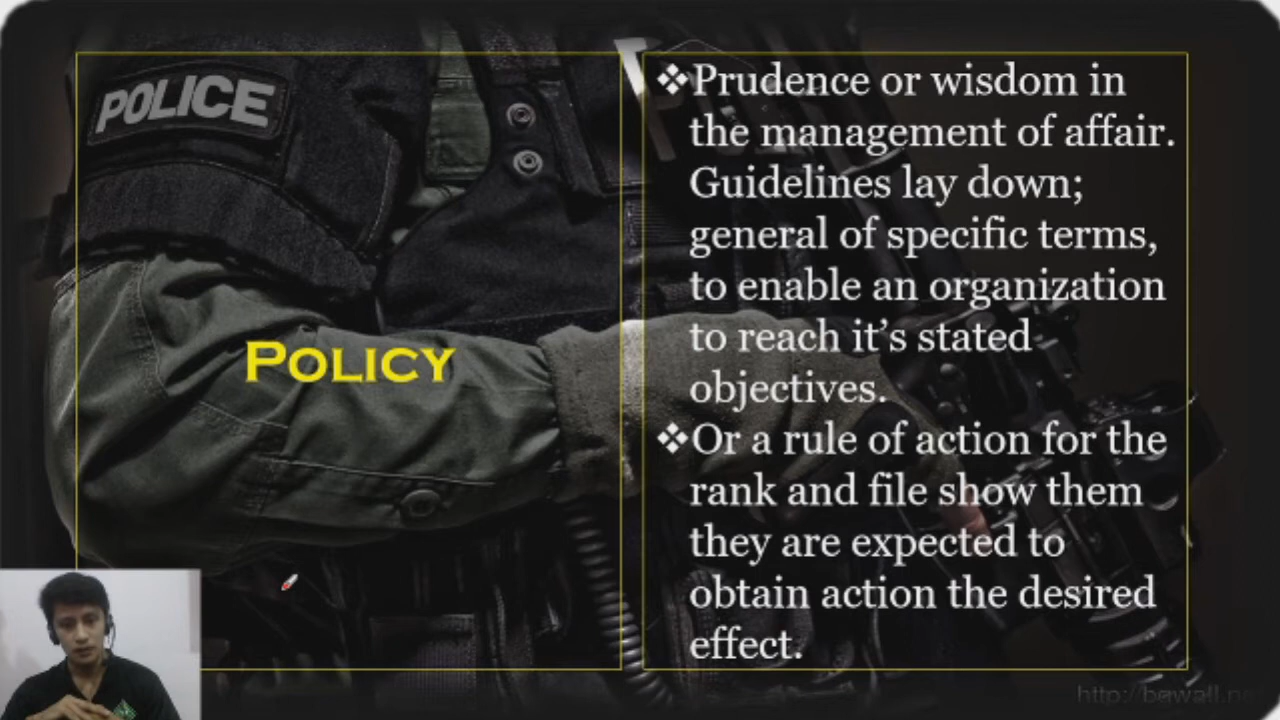 POLICE
POLICY
❖Prudence or wisdom in
the management of affair.
Guidelines lay down;
general of specific terms,
to enable an organization
to reach it’s stated
objectives.
❖Or a rule of action for the
rank and file show them
they are expected to
obtain action the desired
effect.